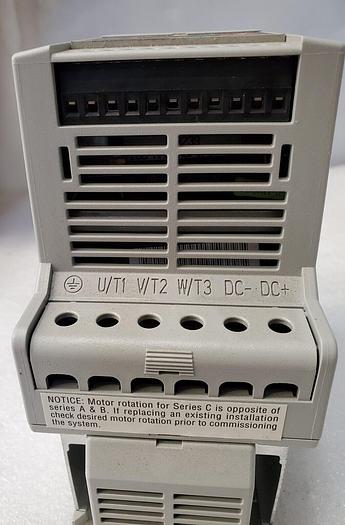 U/T1 V/T2 W/T3 DC- DC+
NOTICE: Motor rotation for Series C is opposite of
series A & B. If replacing an existing installation
check desired motor rotation prior to commissioning
the system.